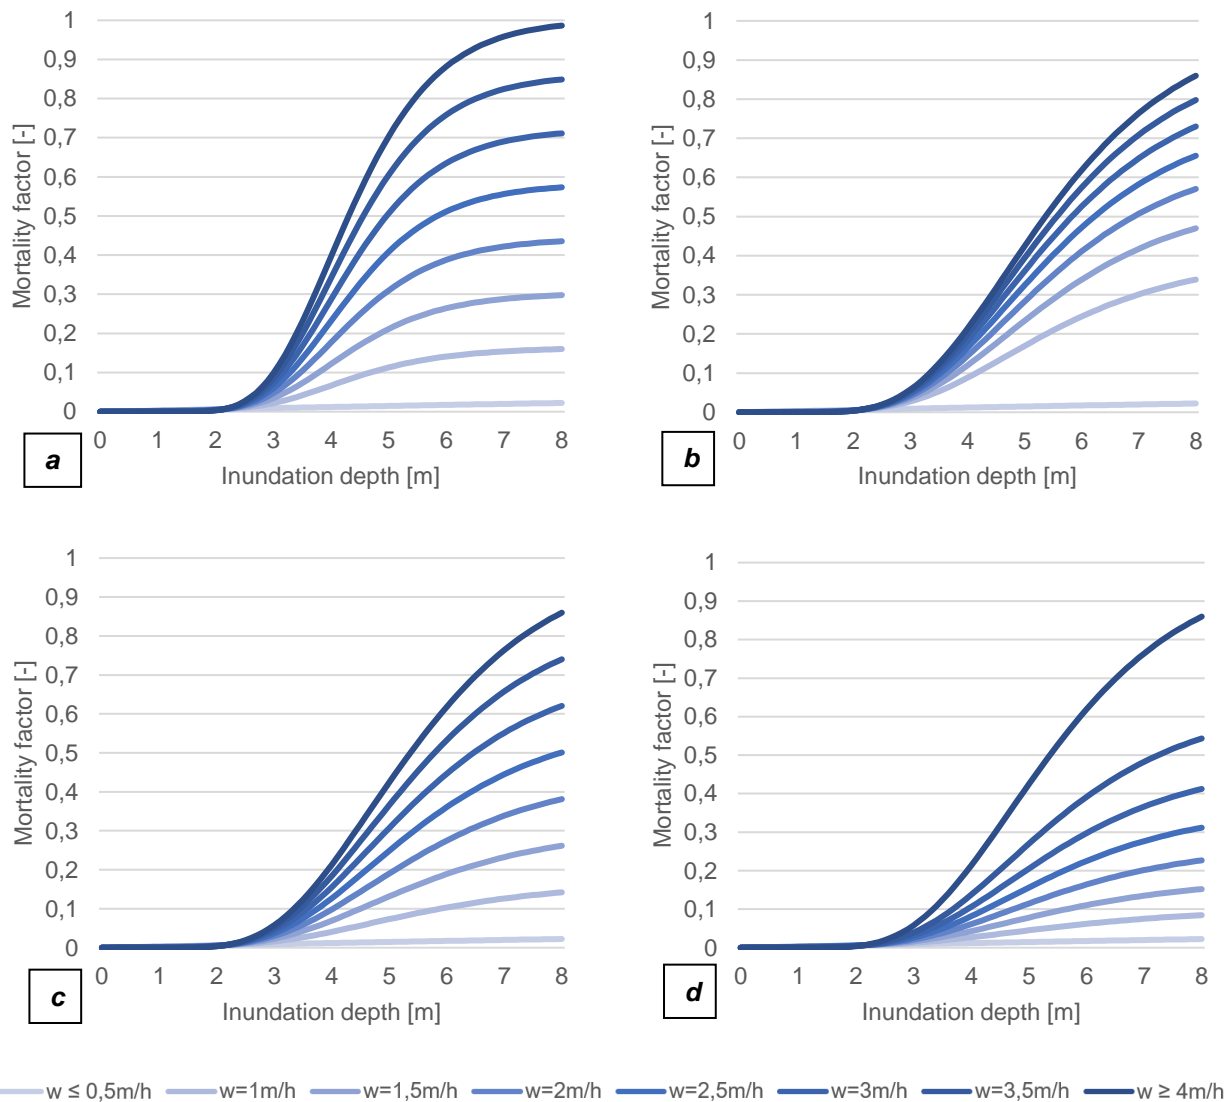 1
0,9
0,8
0,7
0,6
0,5
0,4
0,3
0,2
0,1
0
Mortality factor [-]
0 1 2 3 4 5 6 7 8
Inundation depth [m]
a
1
0,9
0,8
0,7
0,6
0,5
0,4
0,3
0,2
0,1
0
Mortality factor [-]
0 1 2 3 4 5 6 7 8
Inundation depth [m]
b
1
0,9
0,8
0,7
0,6
0,5
0,4
0,3
0,2
0,1
0
Mortality factor [-]
0 1 2 3 4 5 6 7 8
Inundation depth [m]
c
1
0,9
0,8
0,7
0,6
0,5
0,4
0,3
0,2
0,1
0
Mortality factor [-]
0 1 2 3 4 5 6 7 8
Inundation depth [m]
d
w ≤ 0,5m/h w=1m/h w=1,5m/h w=2m/h w=2,5m/h w=3m/h w=3,5m/h w ≥ 4m/h